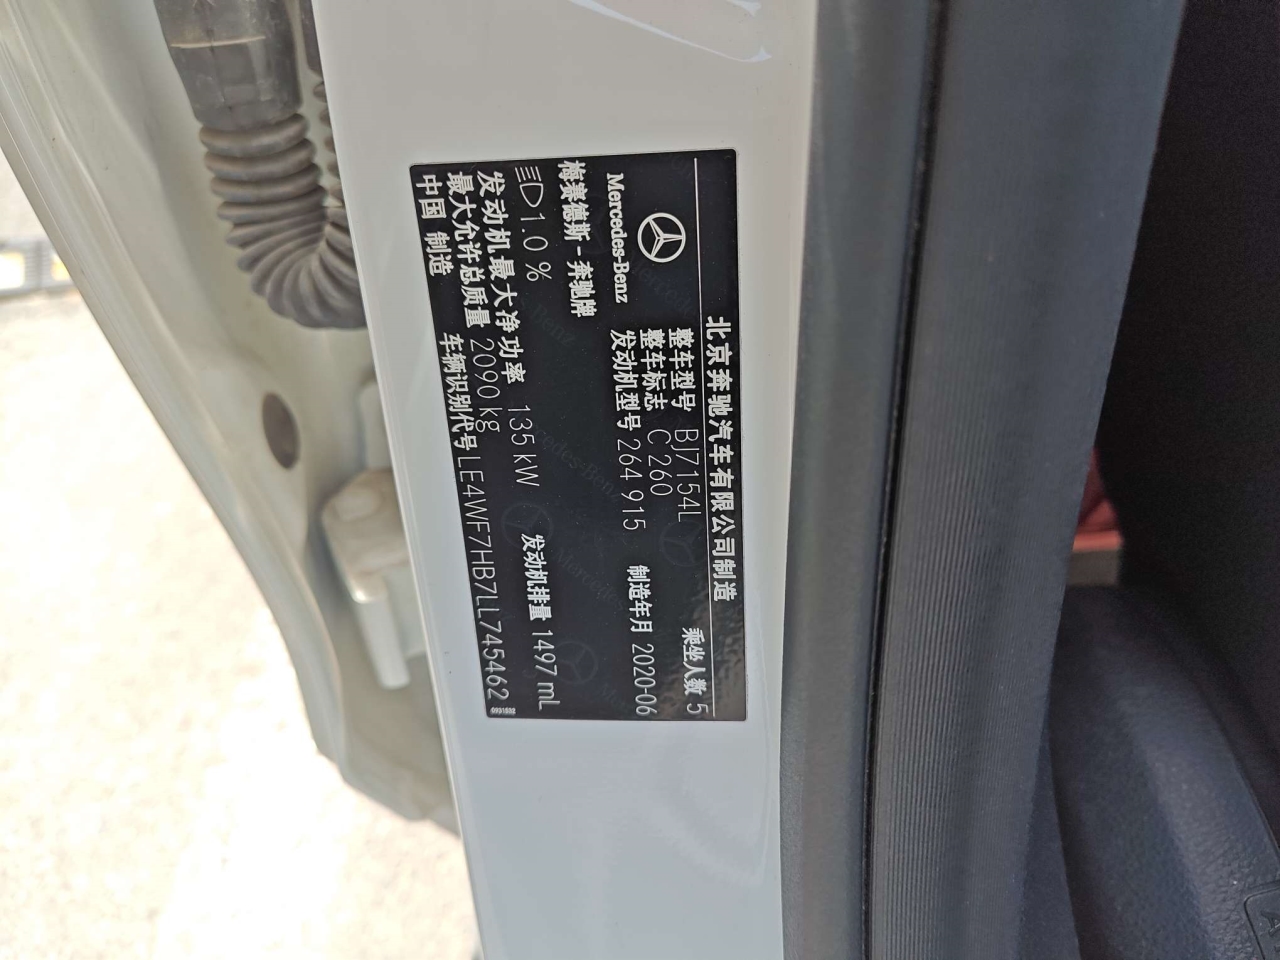 北京奔驰汽车有限公司制造
Mercedes-Benz
梅赛德斯-奔驰牌
整车型号 BJ7154L 乘坐人数 5
整车标志 C 260
发动机型号 264 915 制造年月 2020-06
1.0 %
发动机最大净功率 135 kW 发动机排量 1497 mL
最大允许总质量 2090 kg
中国 制造 车辆识别代号 LE4WF7HB7LL745462